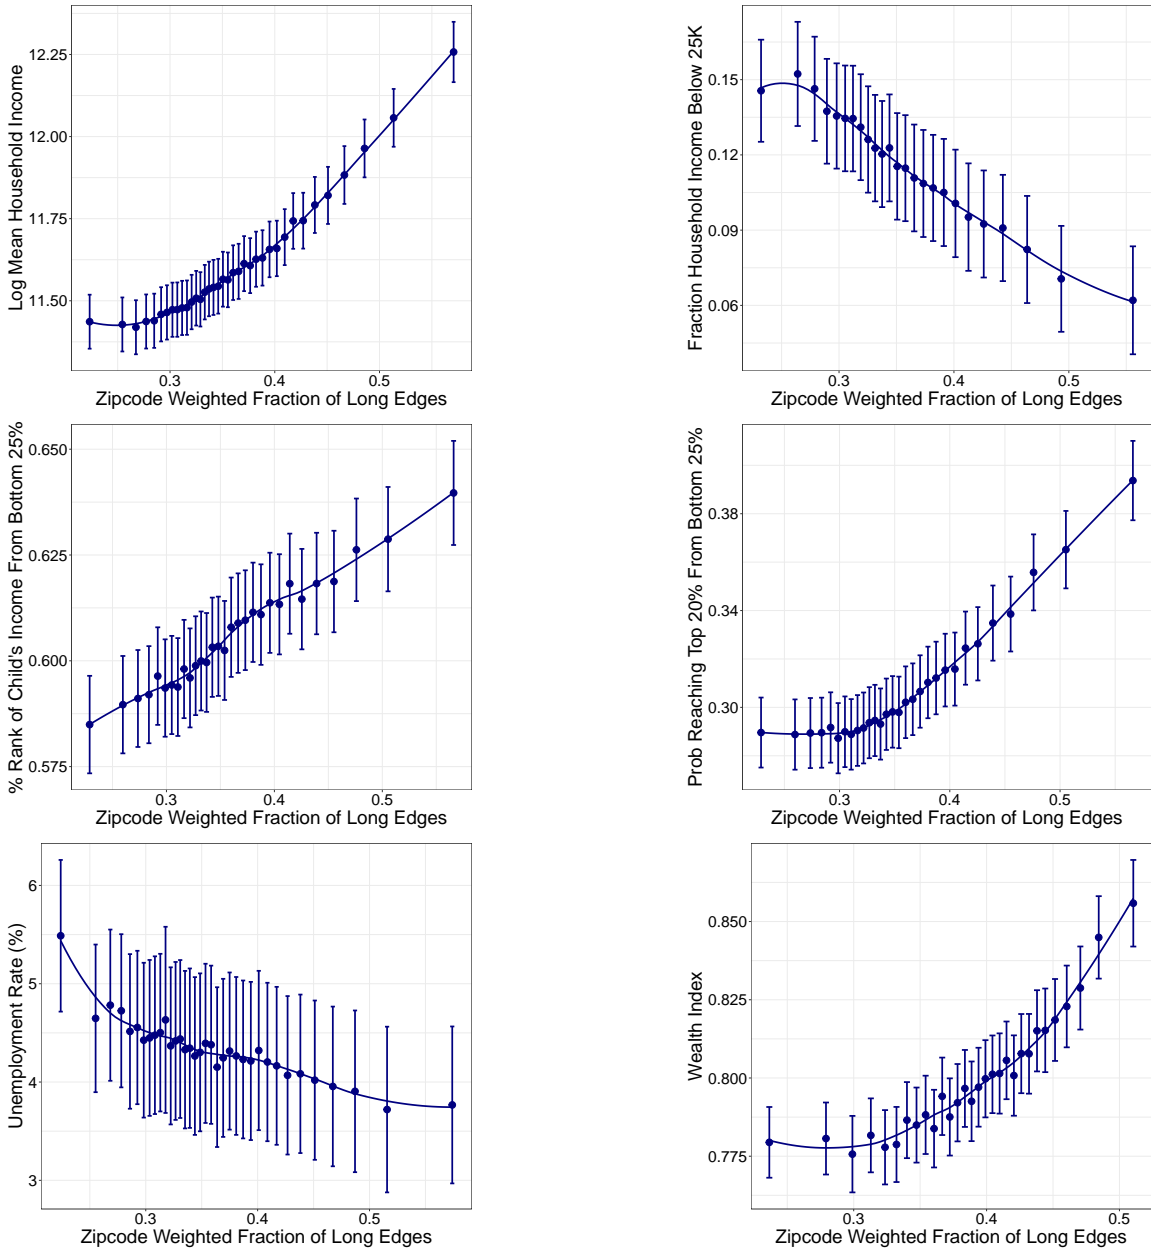 Log Mean Household Income
12.25
12.00
11.75
11.50
0.3 0.4 0.5
Zipcode Weighted Fraction of Long Edges
Fraction Household Income Below 25K
0.15
0.12
0.09
0.06
0.3 0.4 0.5
Zipcode Weighted Fraction of Long Edges
% Rank of Child's Income From Bottom 25%
0.650
0.625
0.600
0.575
0.3 0.4 0.5
Zipcode Weighted Fraction of Long Edges
Prob Reaching Top 20% From Bottom 25%
0.38
0.34
0.30
0.3 0.4 0.5
Zipcode Weighted Fraction of Long Edges
Unemployment Rate (%)
6
5
4
3
0.3 0.4 0.5
Zipcode Weighted Fraction of Long Edges
Wealth Index
0.850
0.825
0.800
0.775
0.3 0.4 0.5
Zipcode Weighted Fraction of Long Edges